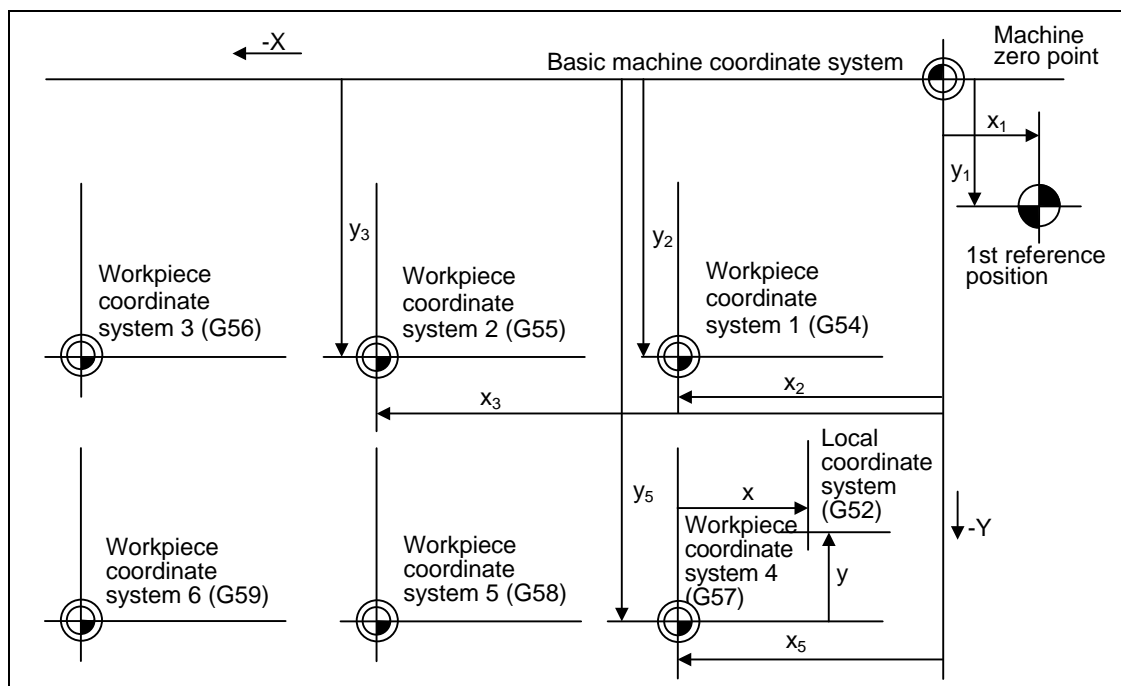 -X
Basic machine coordinate system
Machine
zero point
x1
y1
1st reference
position
y3
y2
Workpiece
coordinate
system 3 (G56)
Workpiece
coordinate
system 2 (G55)
Workpiece
coordinate
system 1 (G54)
x3
x2
Local
coordinate
system
(G52)
y5
x
-Y
Workpiece
coordinate
system 6 (G59)
Workpiece
coordinate
system 5 (G58)
Workpiece
coordinate
system 4
(G57)
y
x5